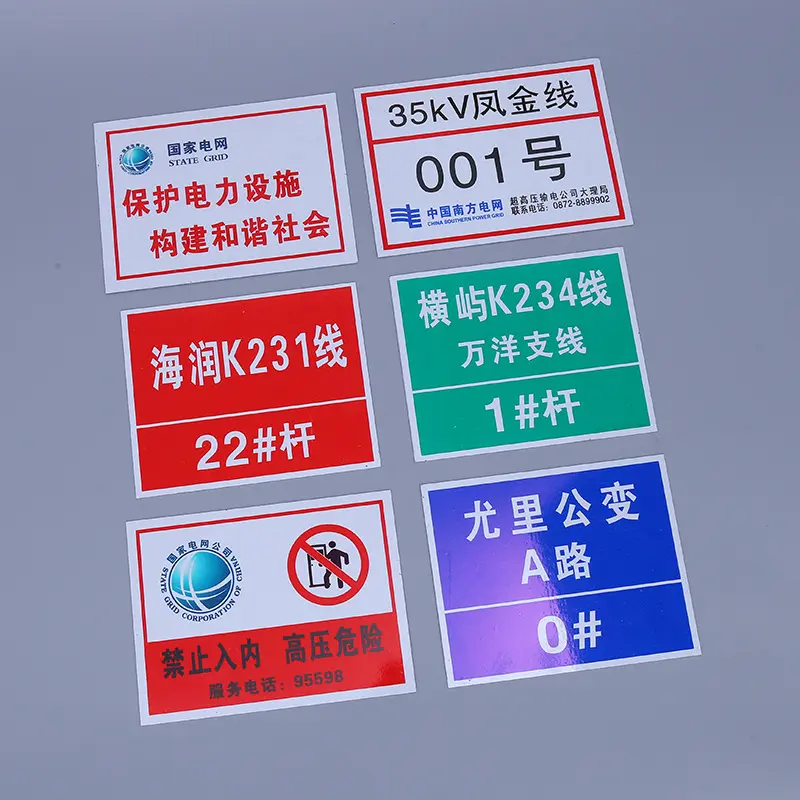 国家电网
STATE GRID
保护电力设施
构建和谐社会
35kV凤金线
001号
中国南方电网
CHINA SOUTHERN POWER GRID
超高压输电公司大理局
联系电话：0872-8899902
海润K231线
22#杆
横屿K234线
万洋支线
1#杆
国家电网公司
STATE GRID CORPORATION OF CHINA
禁止入内 高压危险
服务电话：95598
尤里公变
A路
0#